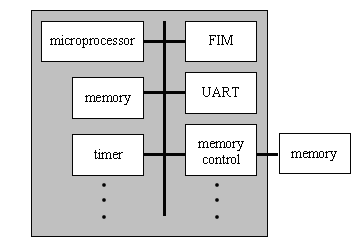 microprocessor
FIM
memory
UART
timer
memory
control
memory